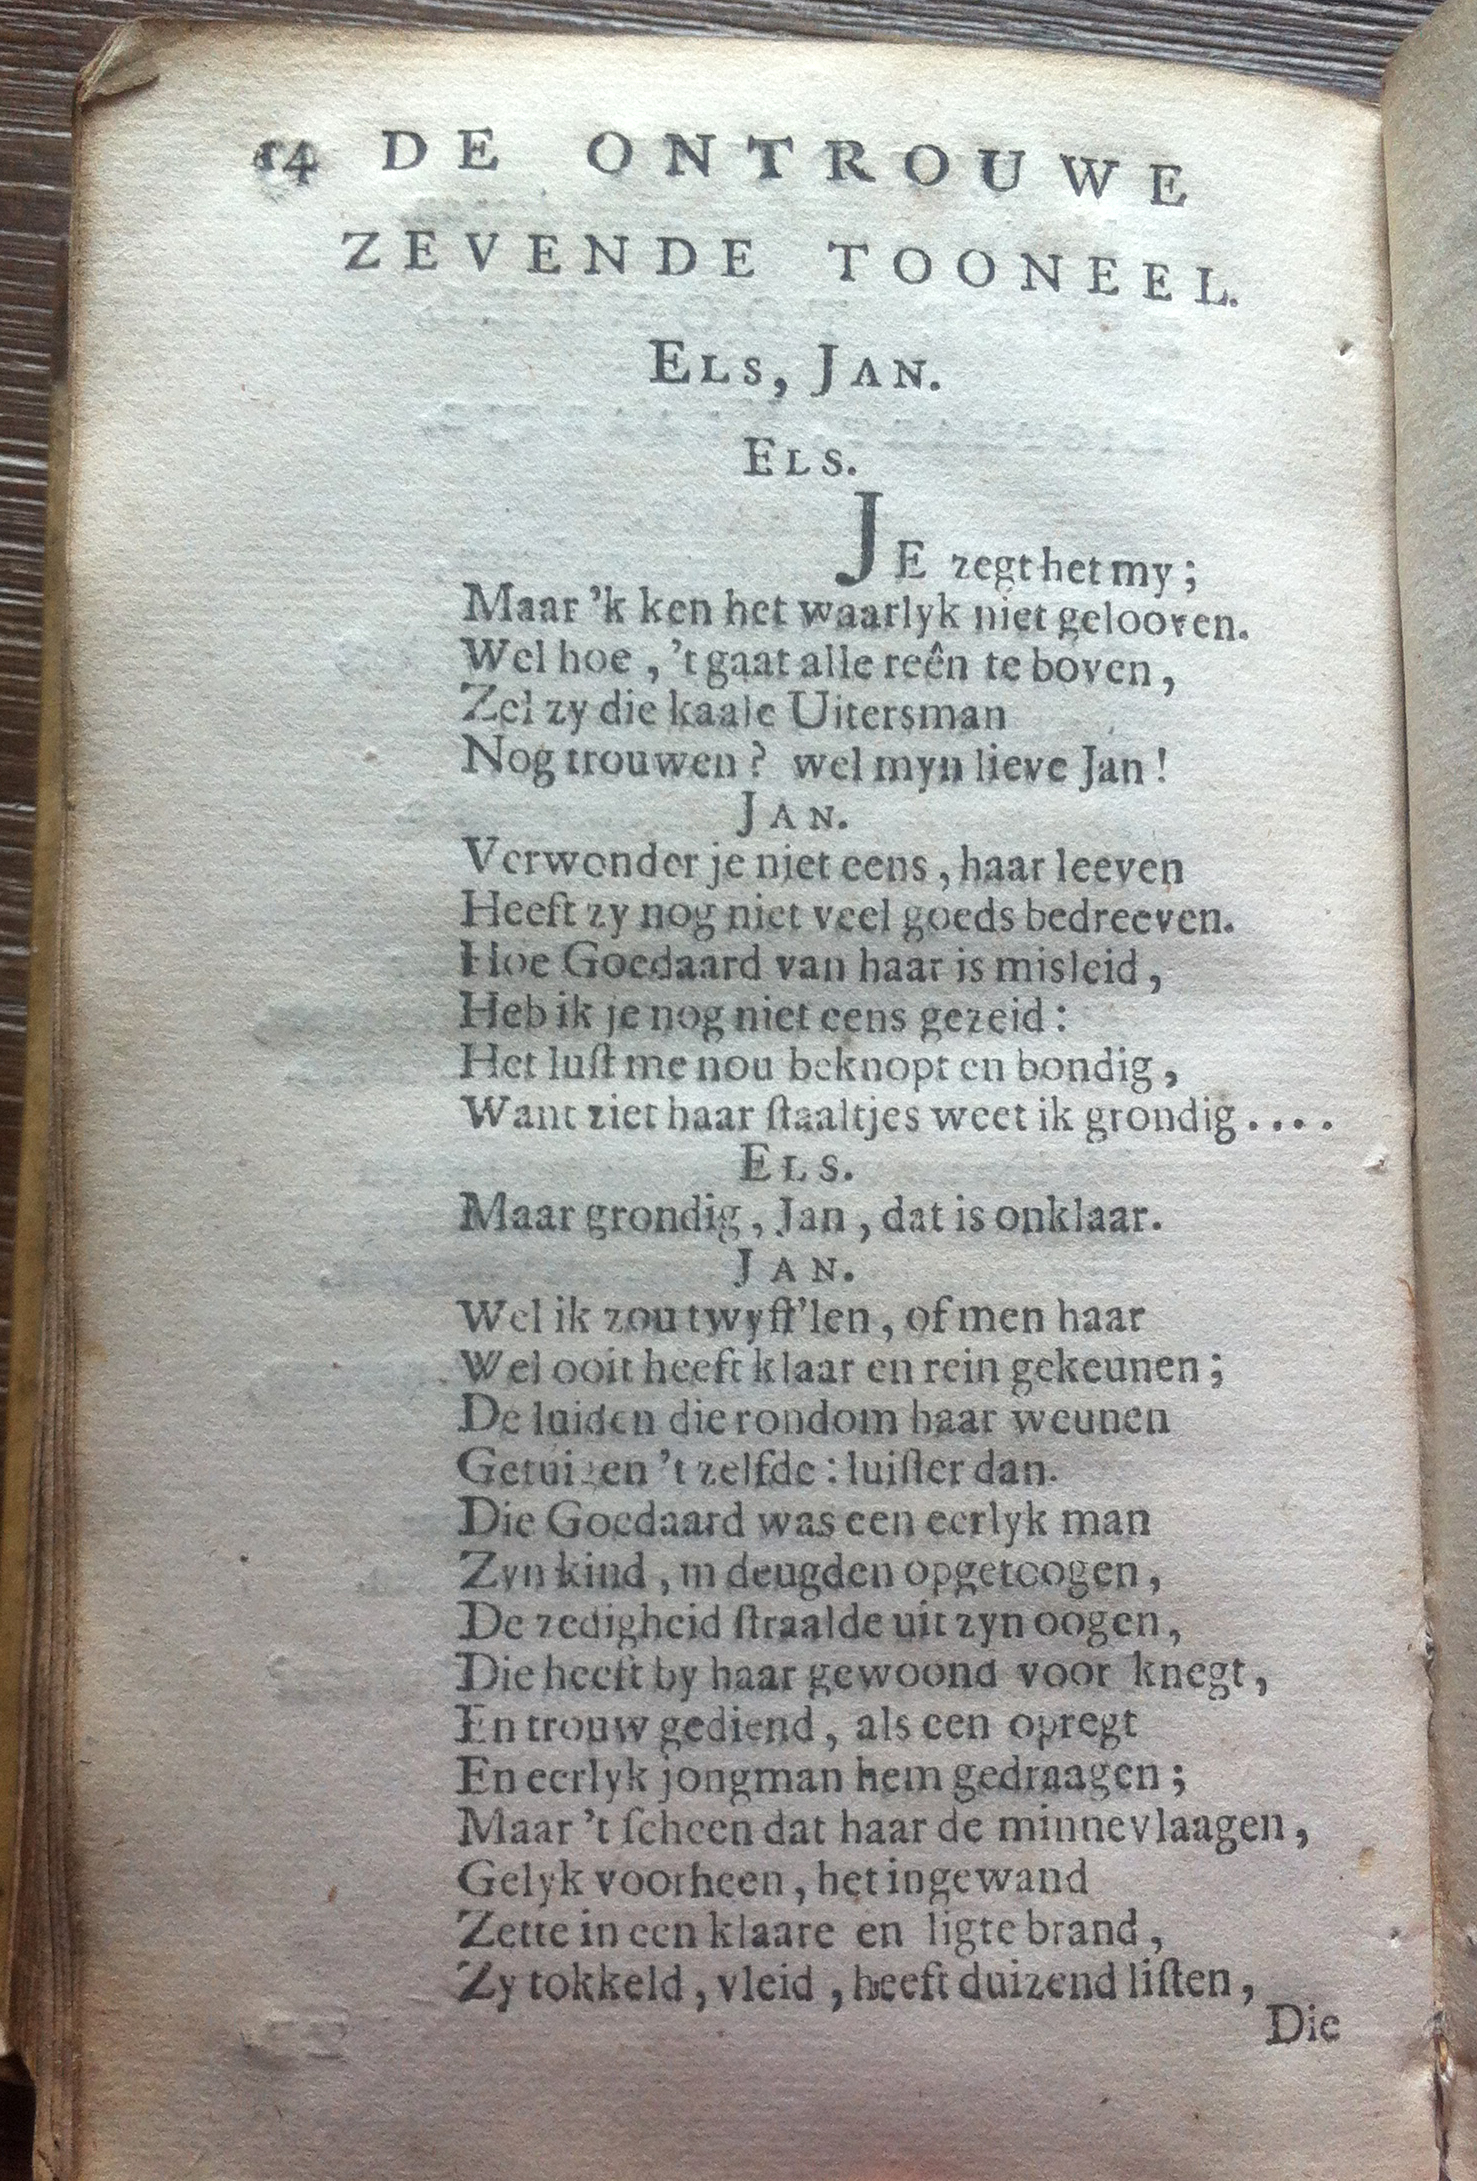 14 DE ONTROUWE
ZEVENDE TOONEEL.
ELS, JAN.
ELS.
JE zegt het my;
Maar 'k ken het waarlyk niet gelooven.
Wel hoe, 't gaat alle reên te boven,
Zel zy die kaale Uitersman
Nog trouwen? wel myn lieve Jan!
JAN.
Verwonder je niet eens, haar leeven
Heeft zy nog niet veel goeds bedreeven.
Hoe Goedaard van haar is misleid,
Heb ik je nog niet eens gezeid:
Het luſt me nou beknopt en bondig,
Want ziet haar ſtaaltjes weet ik grondig....
ELS.
Maar grondig, Jan, dat is onklaar.
JAN.
Wel ik zou twyff'len, of men haar
Wel ooit heeft klaar en rein gekeunen;
De luiden die rondom haar weunen
Getuigen 't zelfde: luiſter dan.
Die Goedaard was een eerlyk man
Zyn kind, in deugden opgetoogen,
De zedigheid ſtraalde uit zyn oogen,
Die heeft by haar gewoond voor knegt,
En trouw gediend, als een opregt
En eerlyk jongman hem gedraagen;
Maar 't ſcheen dat haar de minnevlaagen,
Gelyk voorheen, het ingewand
Zette in een klaare en ligte brand,
Zy tokkeld, vleid, heeft duizend liſten,
Die